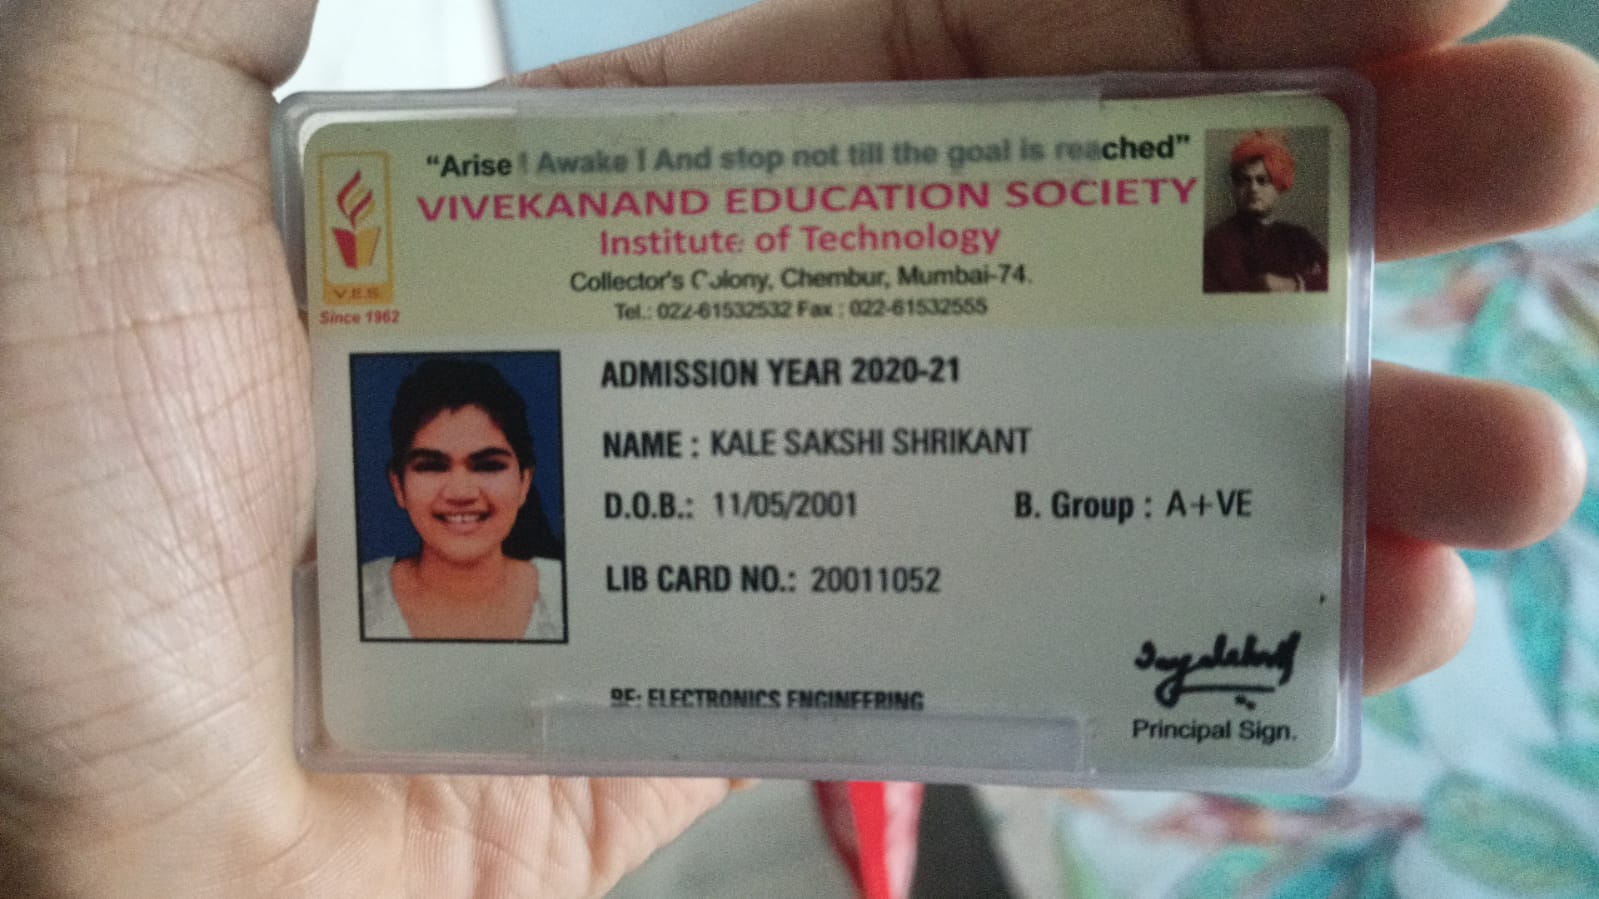 “Arise ! Awake ! And stop not till the goal is reached”
VIVEKANAND EDUCATION SOCIETY
Institute of Technology
Collector's Colony, Chembur, Mumbai-74.
Tel.: 022-61532532 Fax : 022-61532555
V.E.S.
Since 1962
ADMISSION YEAR 2020-21
NAME : KALE SAKSHI SHRIKANT
D.O.B.: 11/05/2001 B. Group : A+VE
LIB CARD NO.: 20011052
BE: ELECTRONICS ENGINEERING
Principal Sign.